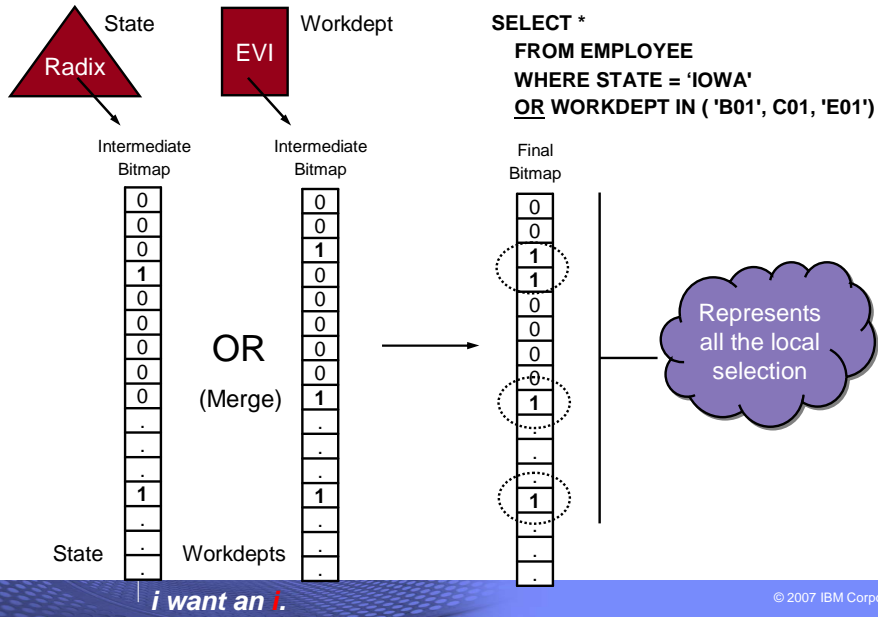 State
Radix
Workdept
EVI
SELECT *
FROM EMPLOYEE
WHERE STATE = ‘IOWA'
OR WORKDEPT IN ( 'B01', C01, 'E01')
Intermediate
Bitmap
0
0
0
1
0
0
0
0
0
.
.
.
1
.
.
.
State
OR
(Merge)
Intermediate
Bitmap
0
0
1
0
0
0
0
0
1
.
.
.
1
.
.
.
Workdepts
Final
Bitmap
0
0
1
1
0
0
0
0
1
.
.
.
1
.
.
.
Represents
all the local
selection
i want an i.
© 2007 IBM